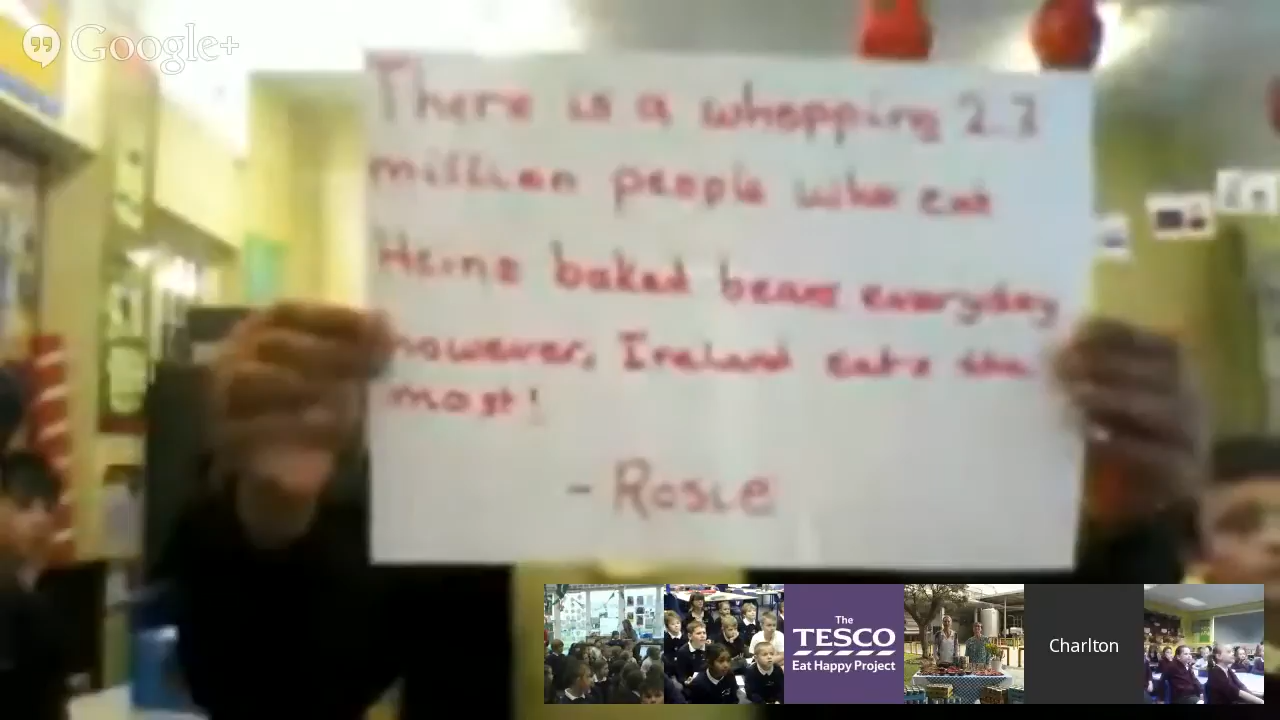 Google+
There is a whopping 2.3
million people who eat
Heinz baked beans everyday
however, Ireland eats the
most!
- Rosie
The
TESCO
Eat Happy Project
Charlton